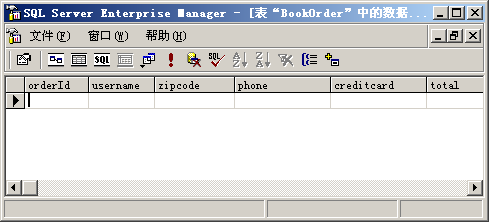 SQL Server Enterprise Manager - [表“BookOrder”中的数据...
文件(F) 窗口(W) 帮助(H)
SQL SQL
orderId username zipcode phone creditcard total